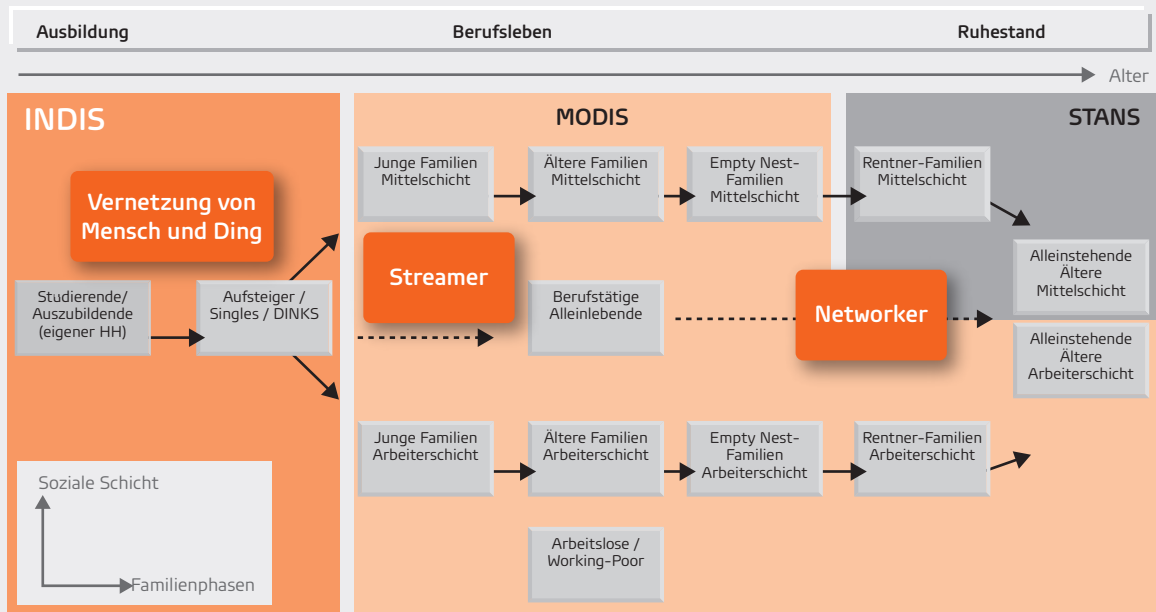 Ausbildung
Berufsleben
Ruhestand
Alter
INDIS
MODIS
STANS
Vernetzung von
Mensch und Ding
Studierende/
Auszubildende
(eigener HH)
Aufsteiger /
Singles / DINKS
Junge Familien
Mittelschicht
Ältere Familien
Mittelschicht
Empty Nest-
Familien
Mittelschicht
Rentner-Familien
Mittelschicht
Streamer
Berufstätige
Alleinlebende
Networker
Alleinstehende
Ältere
Mittelschicht
Alleinstehende
Ältere
Arbeiterschicht
Junge Familien
Arbeiterschicht
Ältere Familien
Arbeiterschicht
Empty Nest-
Familien
Arbeiterschicht
Rentner-Familien
Arbeiterschicht
Arbeitslose /
Working-Poor
Soziale Schicht
Familienphasen